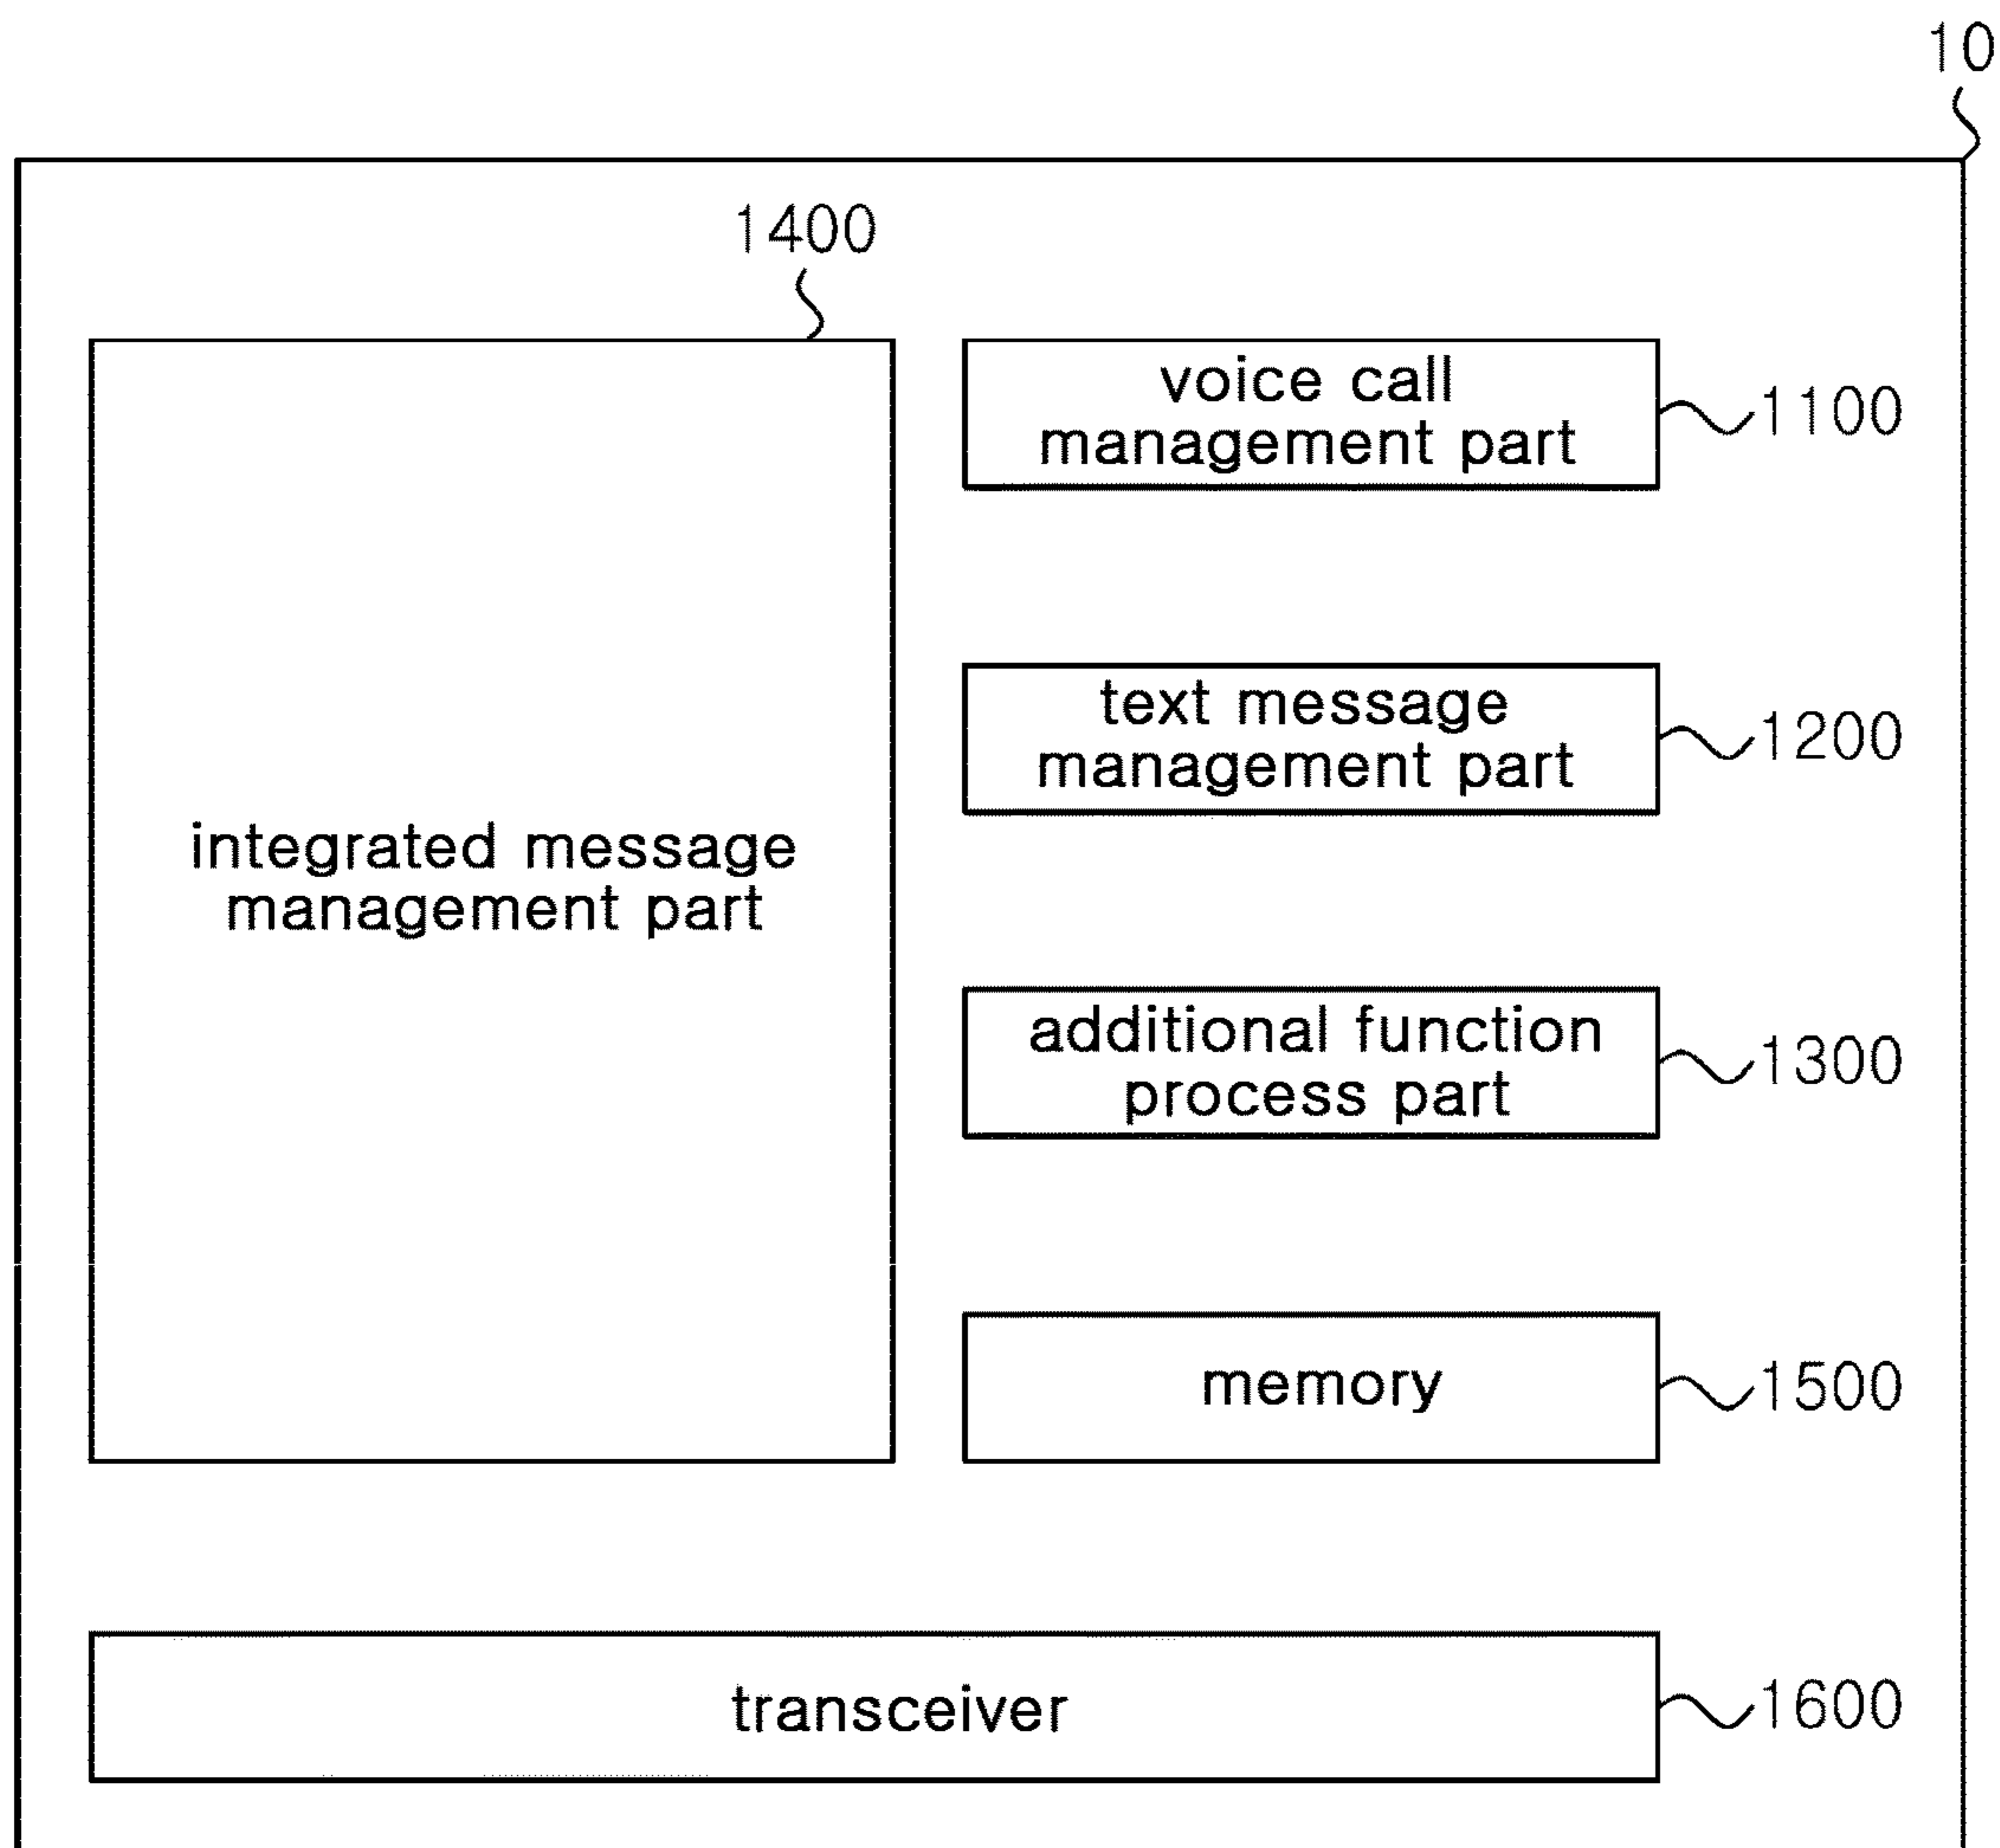 10
1400
voice call
management part
1100
text message
management part
1200
integrated message
management part
additional function
process part
1300
memory
1500
transceiver
1600